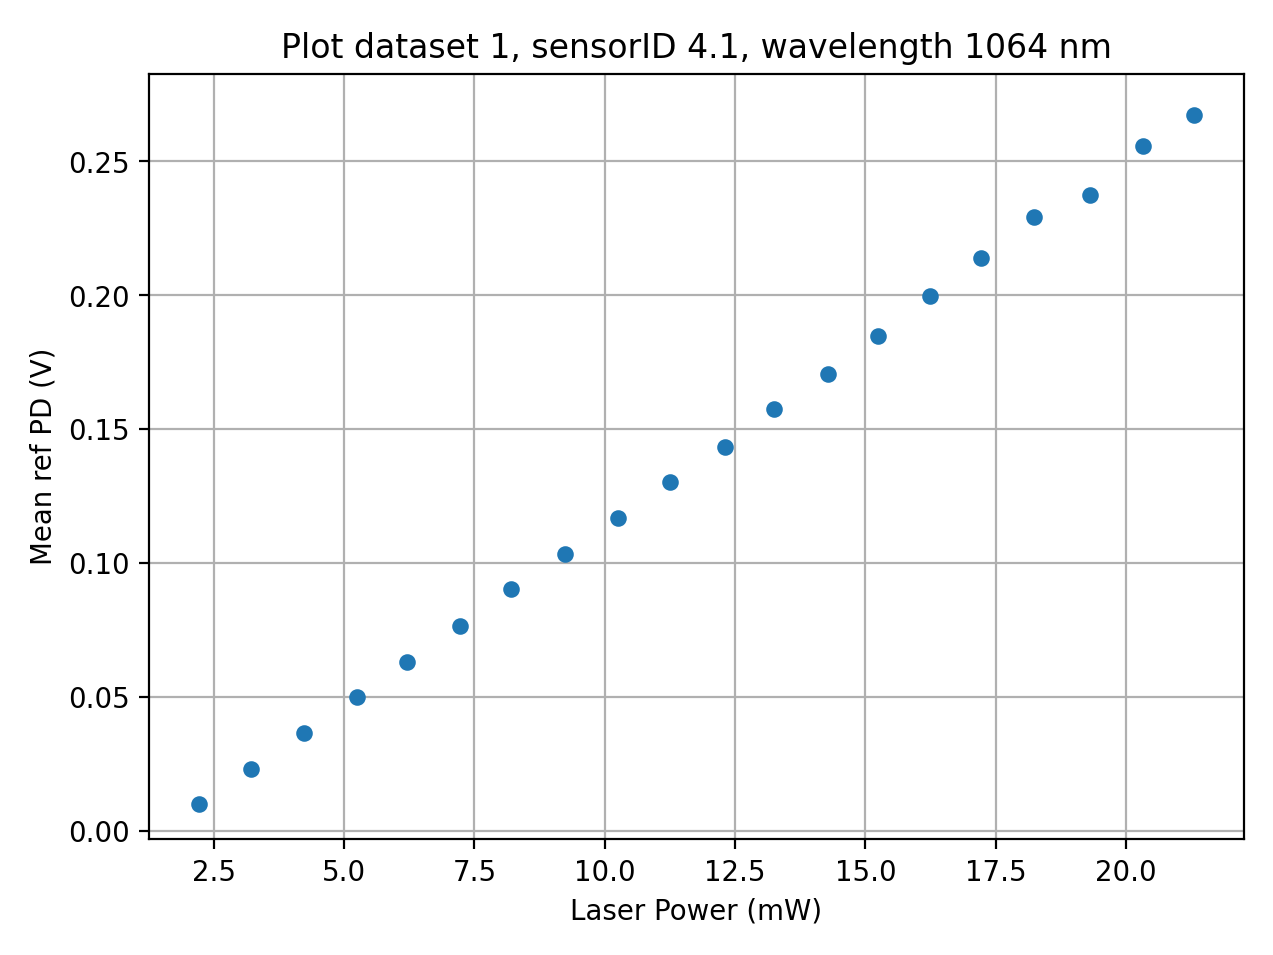 Plot dataset 1, sensorID 4.1, wavelength 1064 nm
0.25
0.20
0.15
0.10
0.05
0.00
Mean ref PD (V)
2.5 5.0 7.5 10.0 12.5 15.0 17.5 20.0
Laser Power (mW)